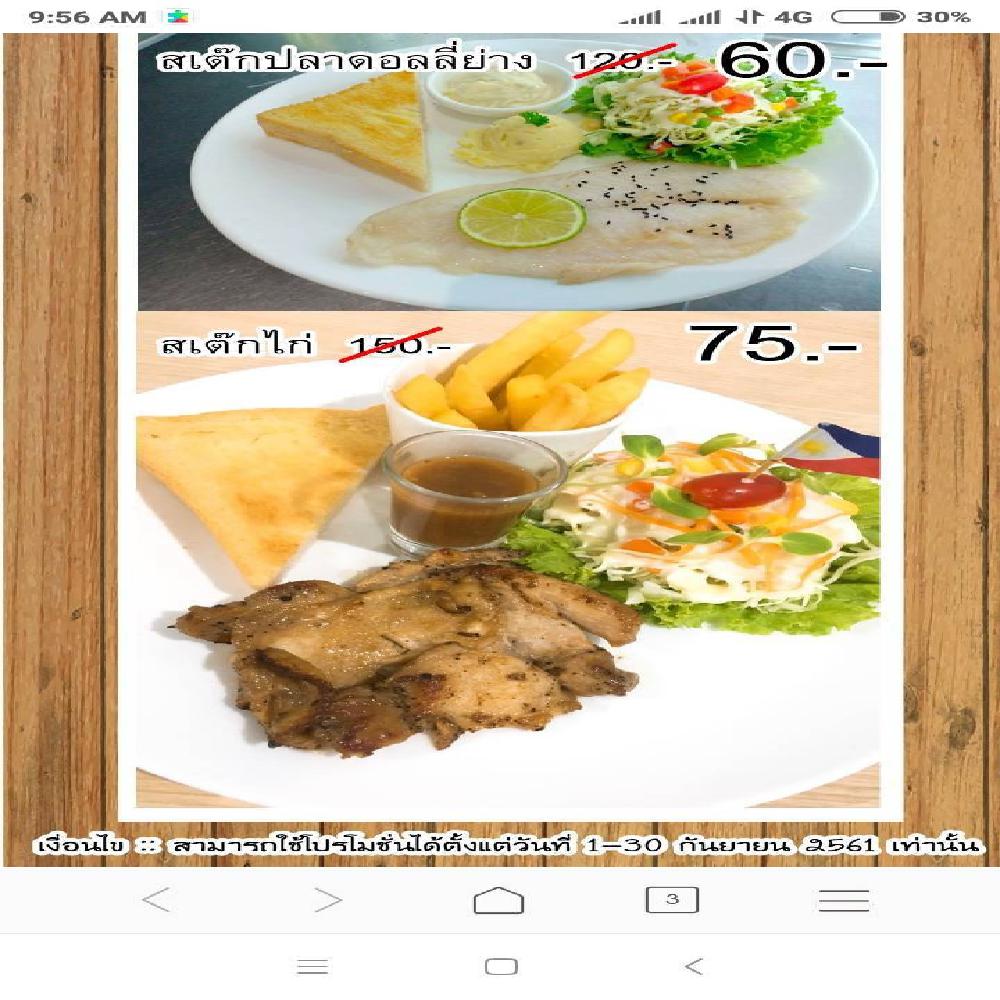 9:56 AM 4G 30%
สเต๊กปลาดอลลี่ย่าง 120.- 60.-
สเต๊กไก่ 150.- 75.-
เงื่อนไข :: สามารถใช้โปรโมชั่นได้ตั้งแต่วันที่ 1-30 กันยายน 2561 เท่านั้น
3